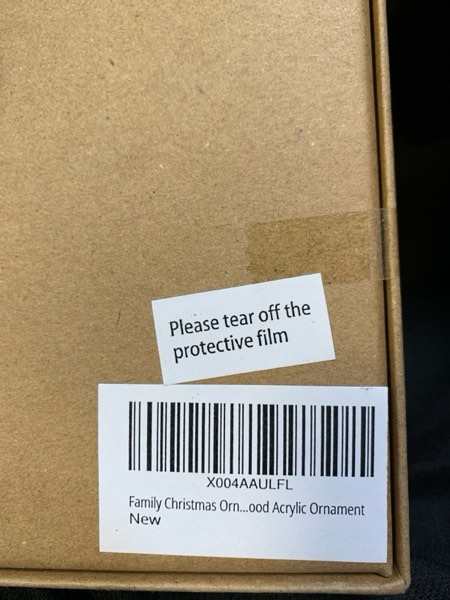 Please tear off the
protective film
X004AAULFL
Family Christmas Orn...ood Acrylic Ornament
New